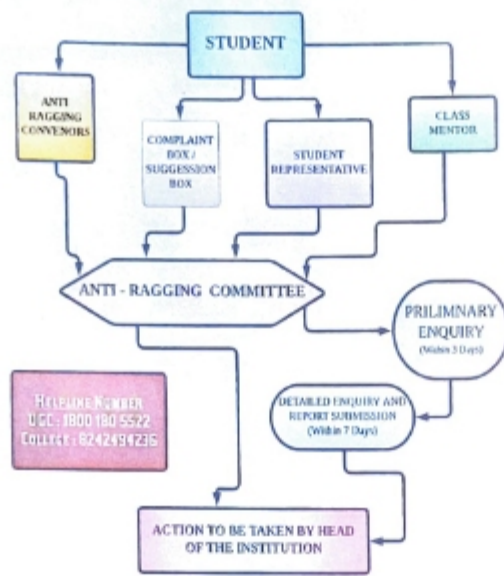 STUDENT
ANTI
RAGGING
CONVENORS
COMPLAINT
BOX /
SUGGESSION
BOX
STUDENT
REPRESENTATIVE
CLASS
MENTOR
ANTI - RAGGING COMMITTEE
PRILIMNARY
ENQUIRY
(Within 3 Days)
HELPLINE NUMBER
UGC : 1800 180 5522
COLLEGE : 8242494236
DETAILED ENQUIRY AND
REPORT SUBMISSION
(Within 7 Days)
ACTION TO BE TAKEN BY HEAD
OF THE INSTITUTION